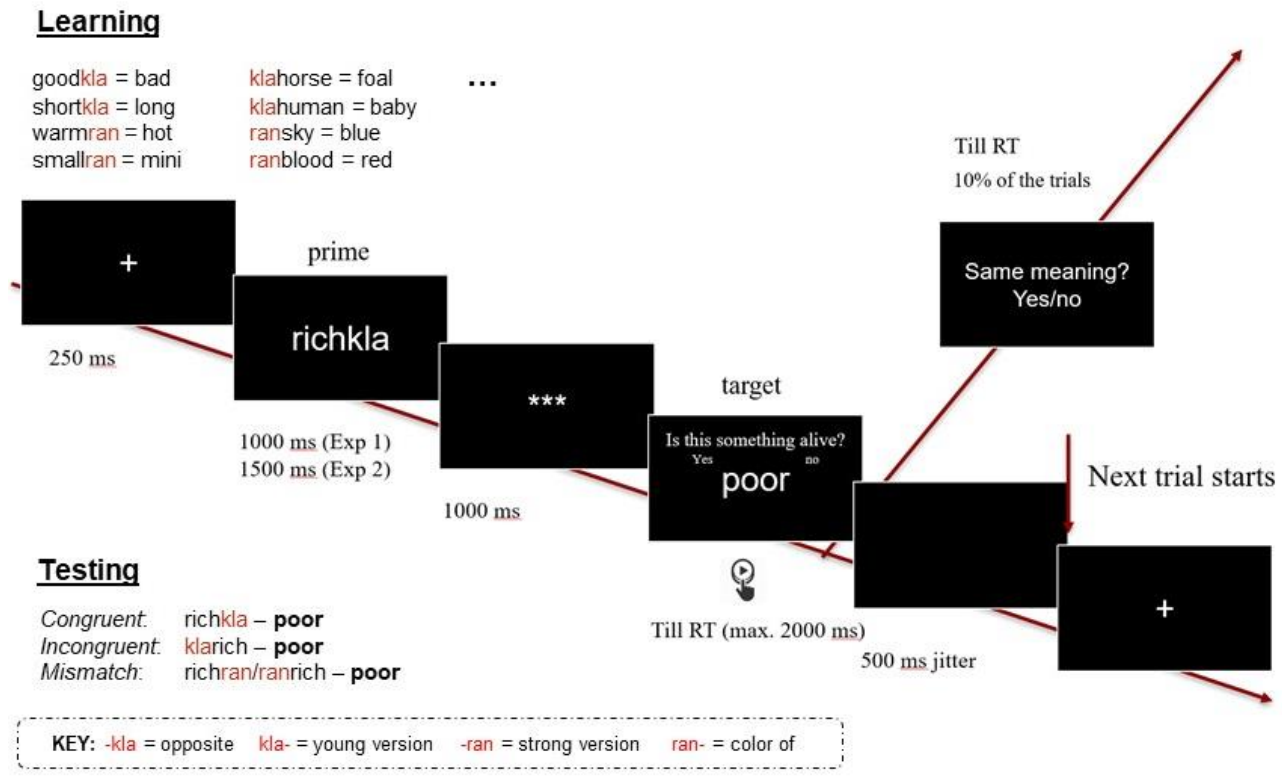 Learning
goodkla = bad
shortkla = long
warmran = hot
smallran = mini
klahorse = foal
klahuman = baby
ransky = blue
ranblood = red
...
+
250 ms
prime
richkla
1000 ms (Exp 1)
1500 ms (Exp 2)
***
1000 ms
target
Is this something alive?
Yes no
poor
Till RT (max. 2000 ms)
500 ms jitter
Till RT
10% of the trials
Same meaning?
Yes/no
Next trial starts
+
Testing
Congruent: richkla – poor
Incongruent: klarich – poor
Mismatch: richran/ranrich – poor
KEY: -kla = opposite kla- = young version -ran = strong version ran- = color of